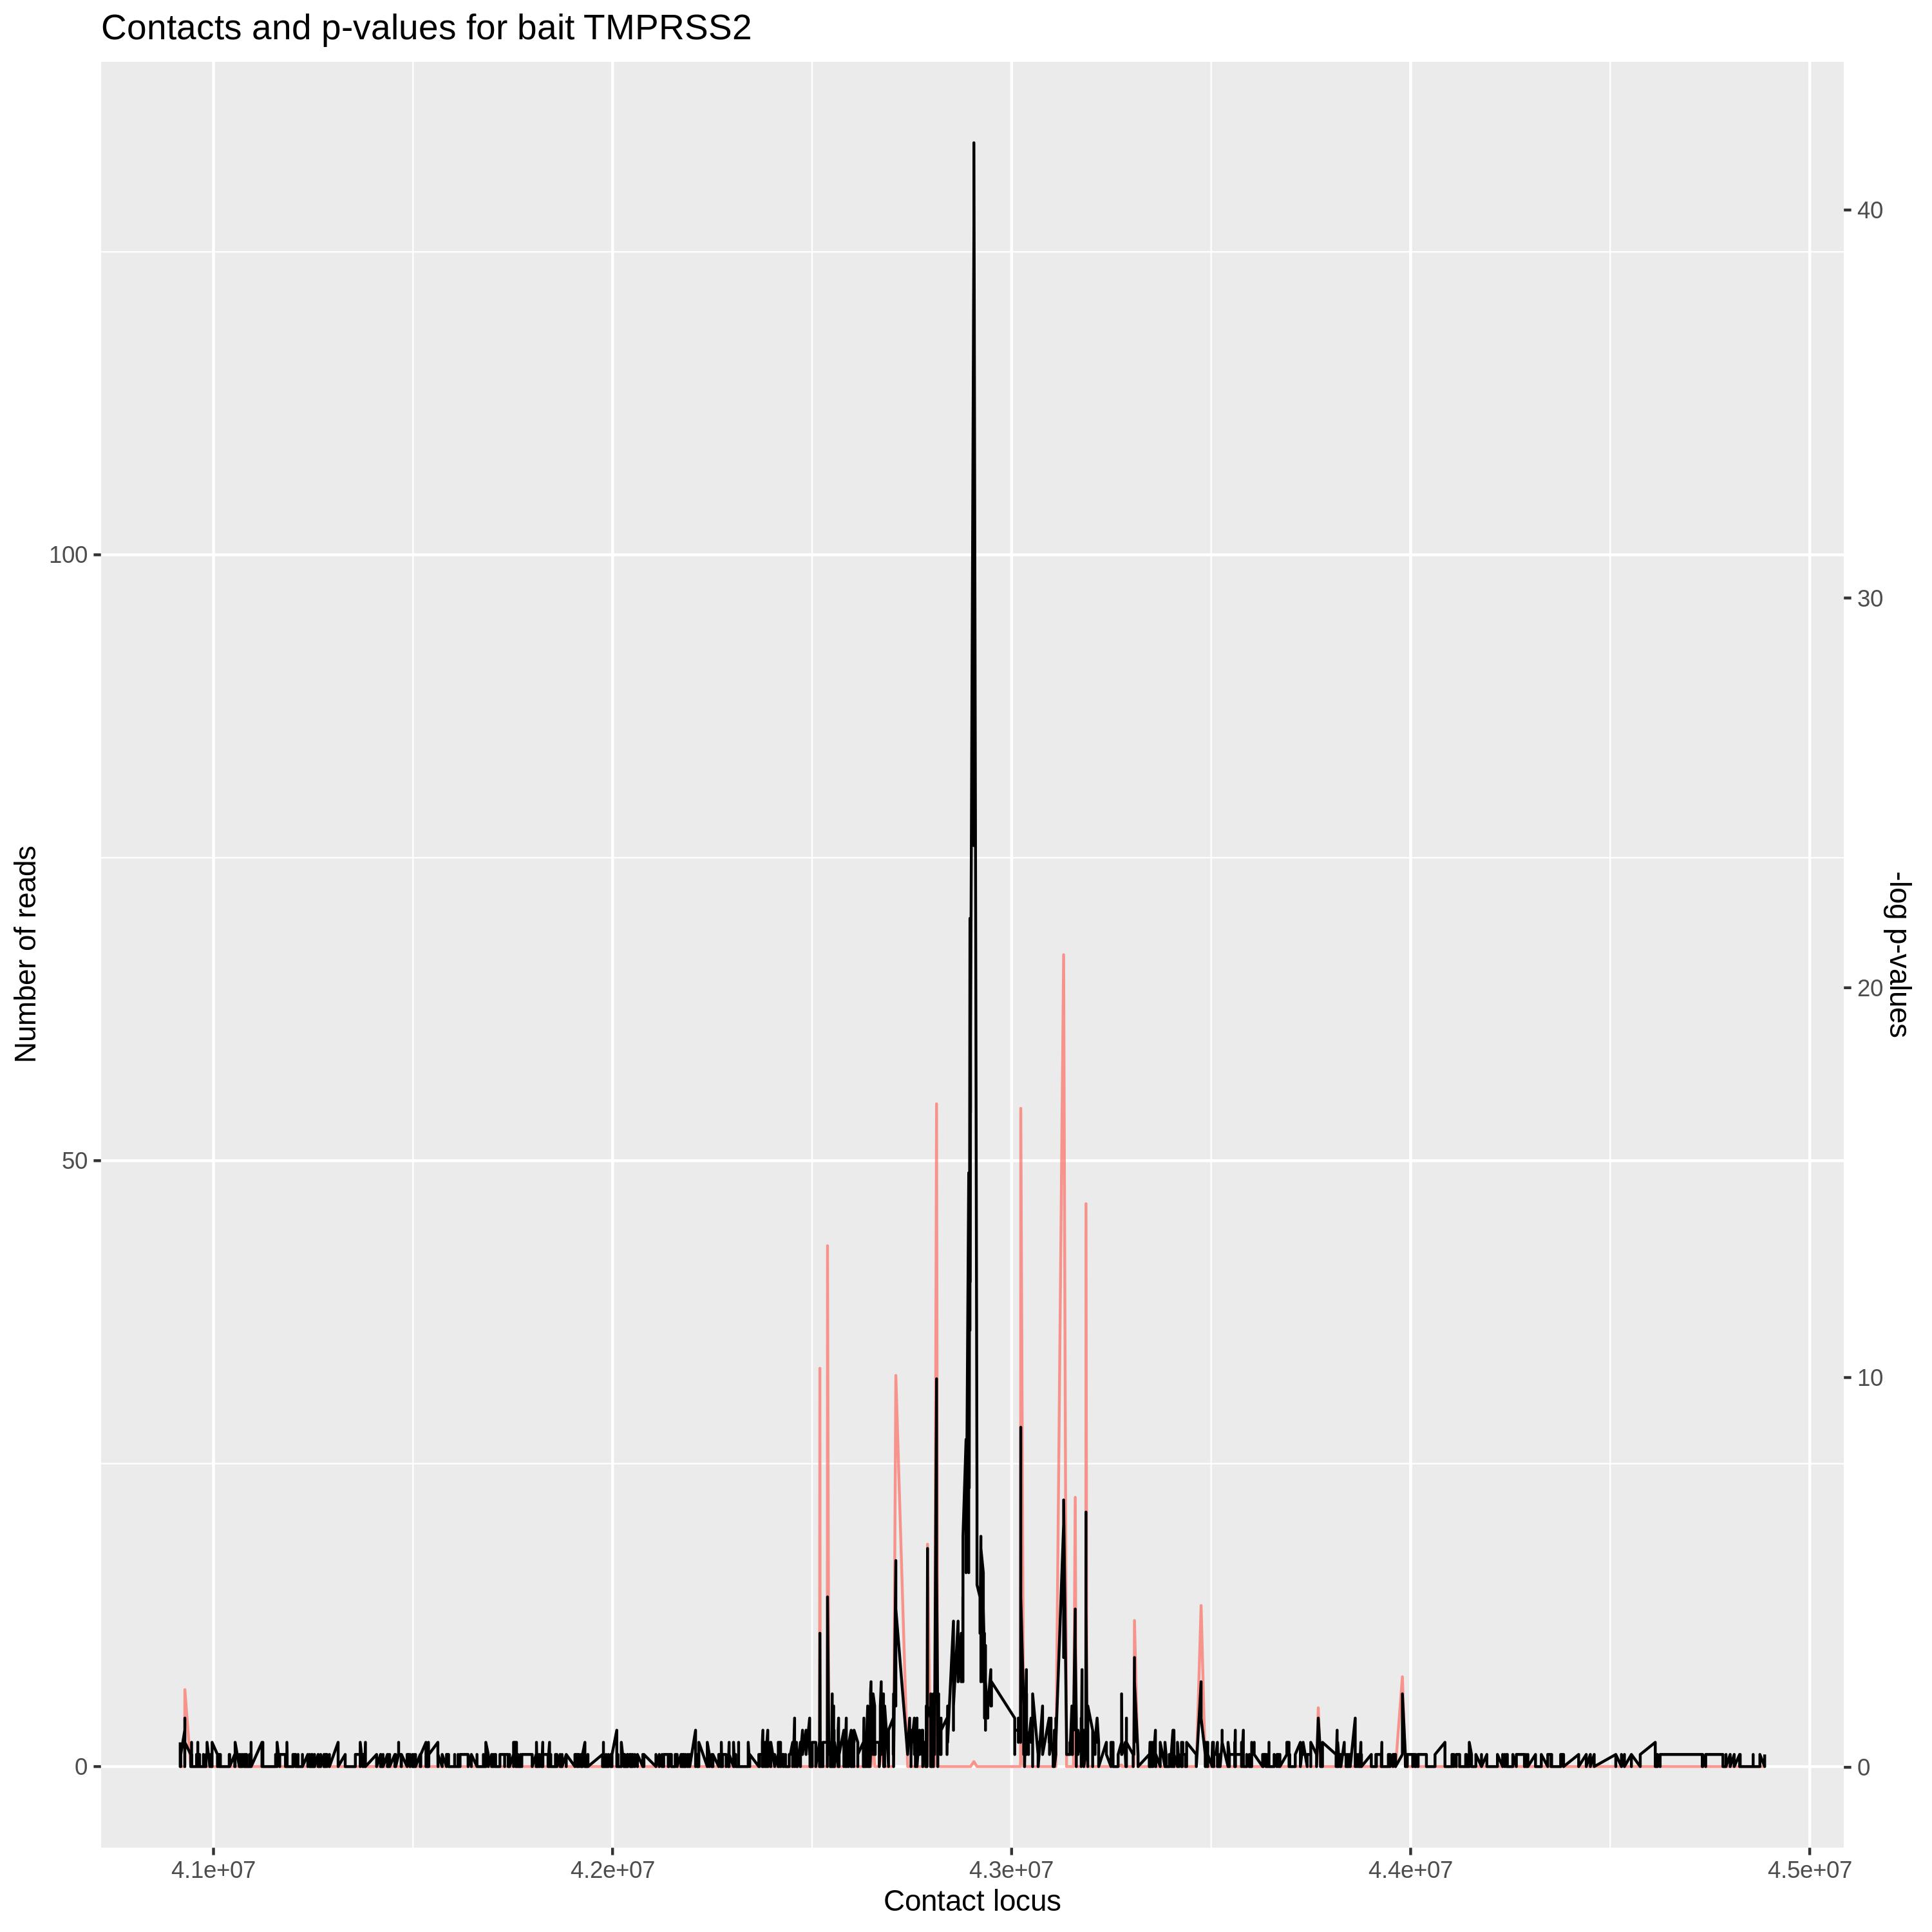 Contacts and p-values for bait TMPRSS2
Number of reads
100
50
0
40
30
20
10
0
-log p-values
4.1e+07 4.2e+07 4.3e+07 4.4e+07 4.5e+07
Contact locus